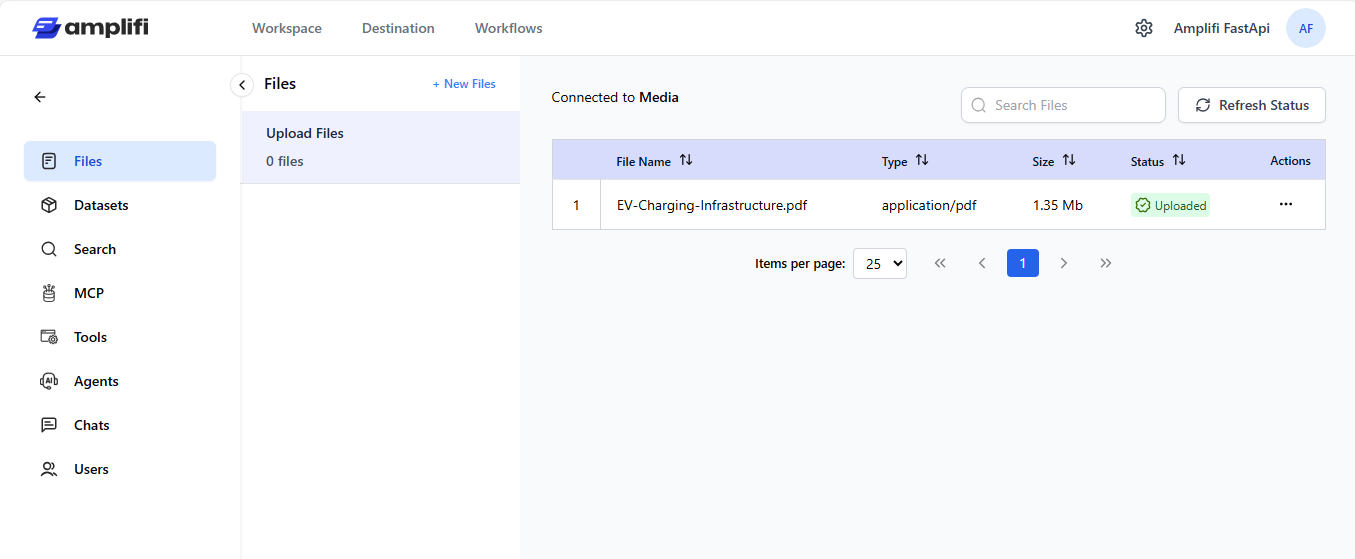 amplifi
Workspace
Destination
Workflows
Amplifi FastApi
AF
Files
Datasets
Search
MCP
Tools
AI
Agents
Chats
Users
Files
+ New Files
Upload Files
0 files
Connected to Media
Search Files
Refresh Status
File Name Type Size Status Actions
1 EV-Charging-Infrastructure.pdf application/pdf 1.35 Mb Uploaded ...
Items per page: 25 « < 1 > »